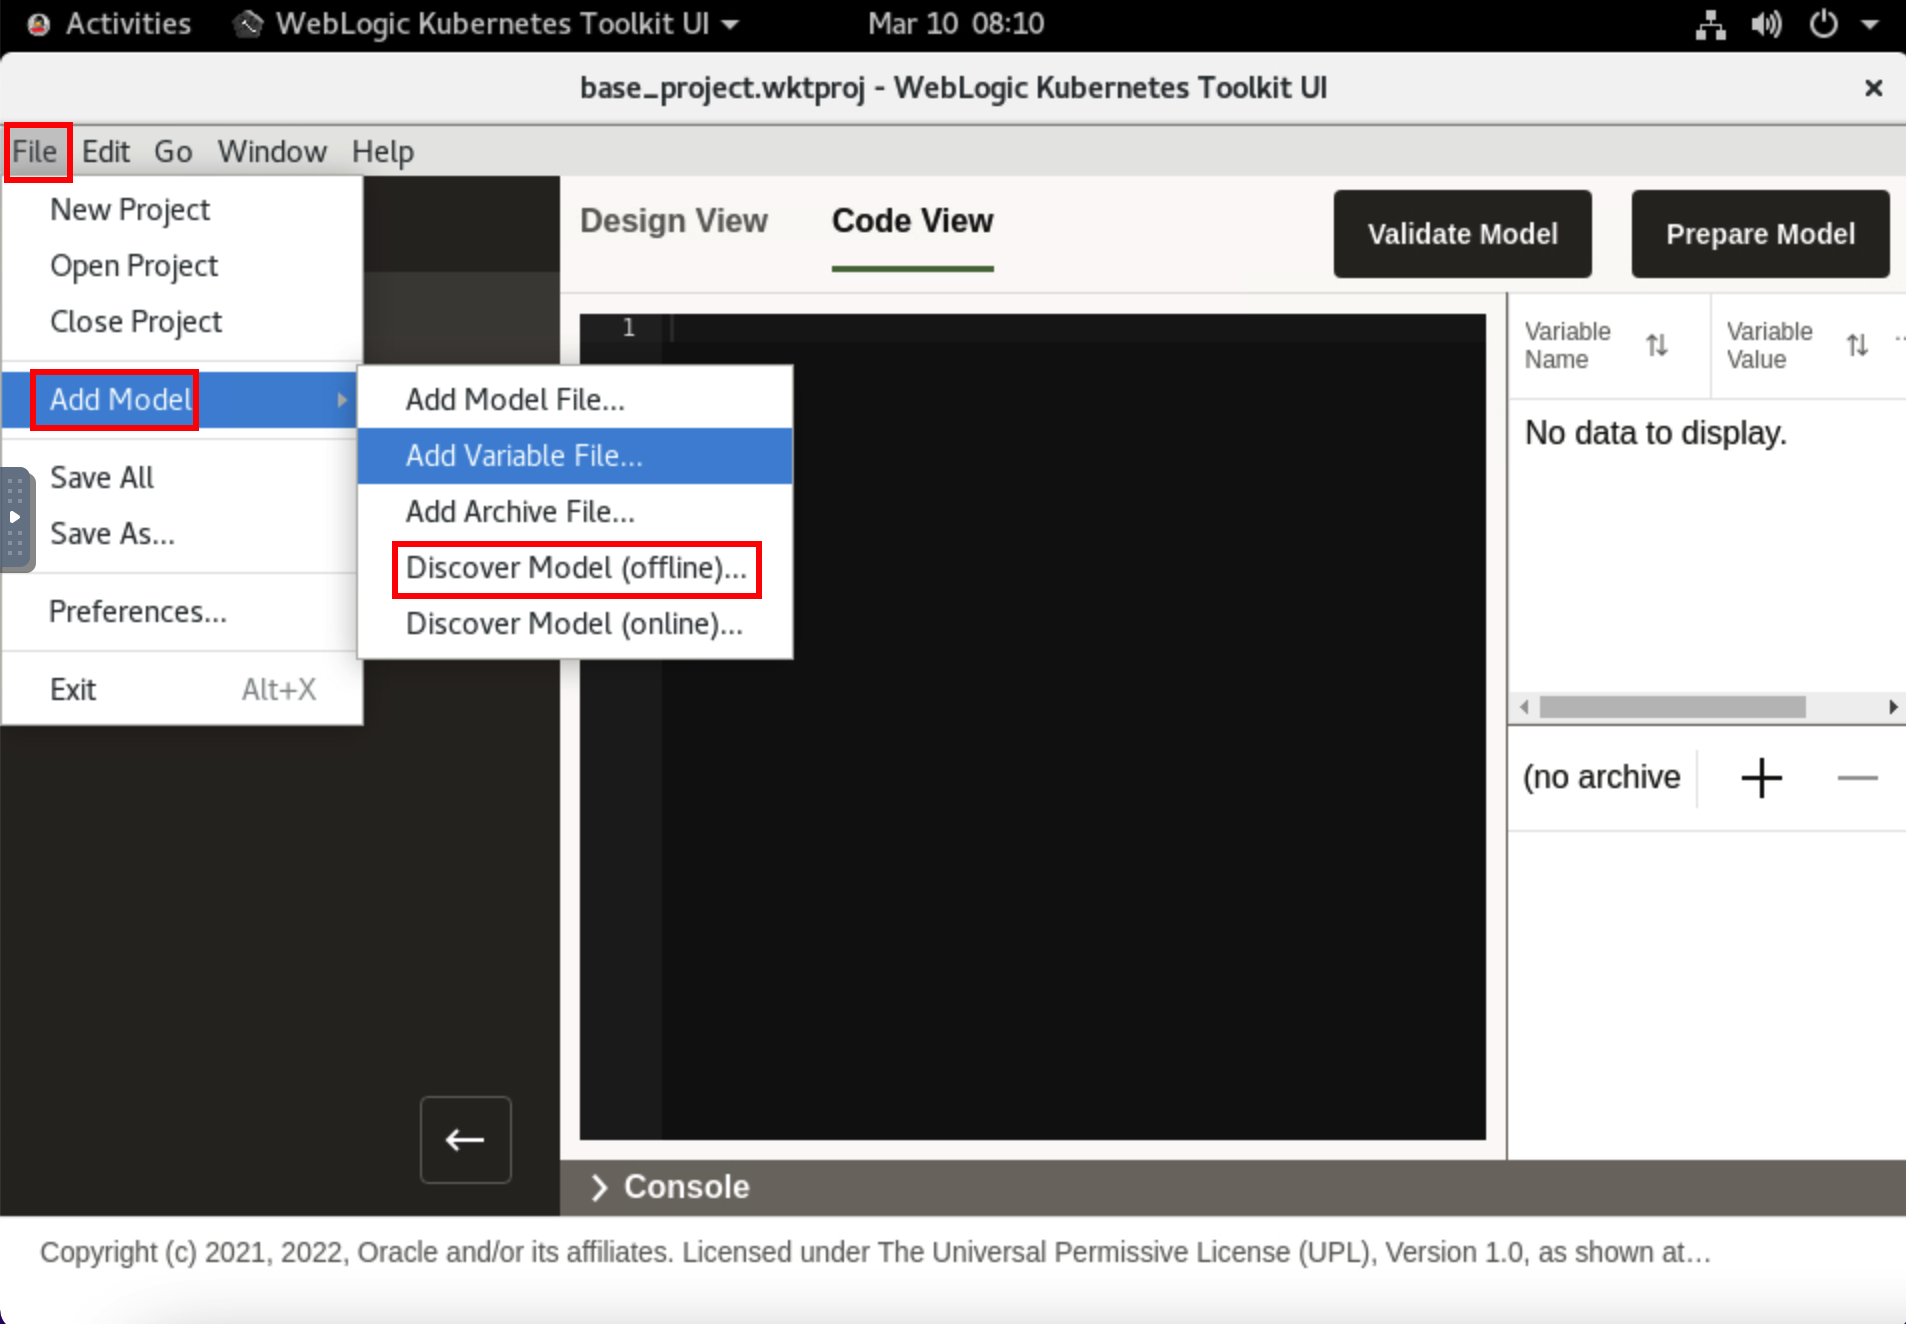 Activities WebLogic Kubernetes Toolkit UI Mar 10 08:10
base_project.wktproj - WebLogic Kubernetes Toolkit UI
File Edit Go Window Help
New Project
Open Project
Close Project
Add Model
Save All
Save As...
Preferences...
Exit Alt+X
Add Model File...
Add Variable File...
Add Archive File...
Discover Model (offline)...
Discover Model (online)...
Design View Code View
Validate Model Prepare Model
1
Variable Name
Variable Value
No data to display.
(no archive
Console
Copyright (c) 2021, 2022, Oracle and/or its affiliates. Licensed under The Universal Permissive License (UPL), Version 1.0, as shown at...